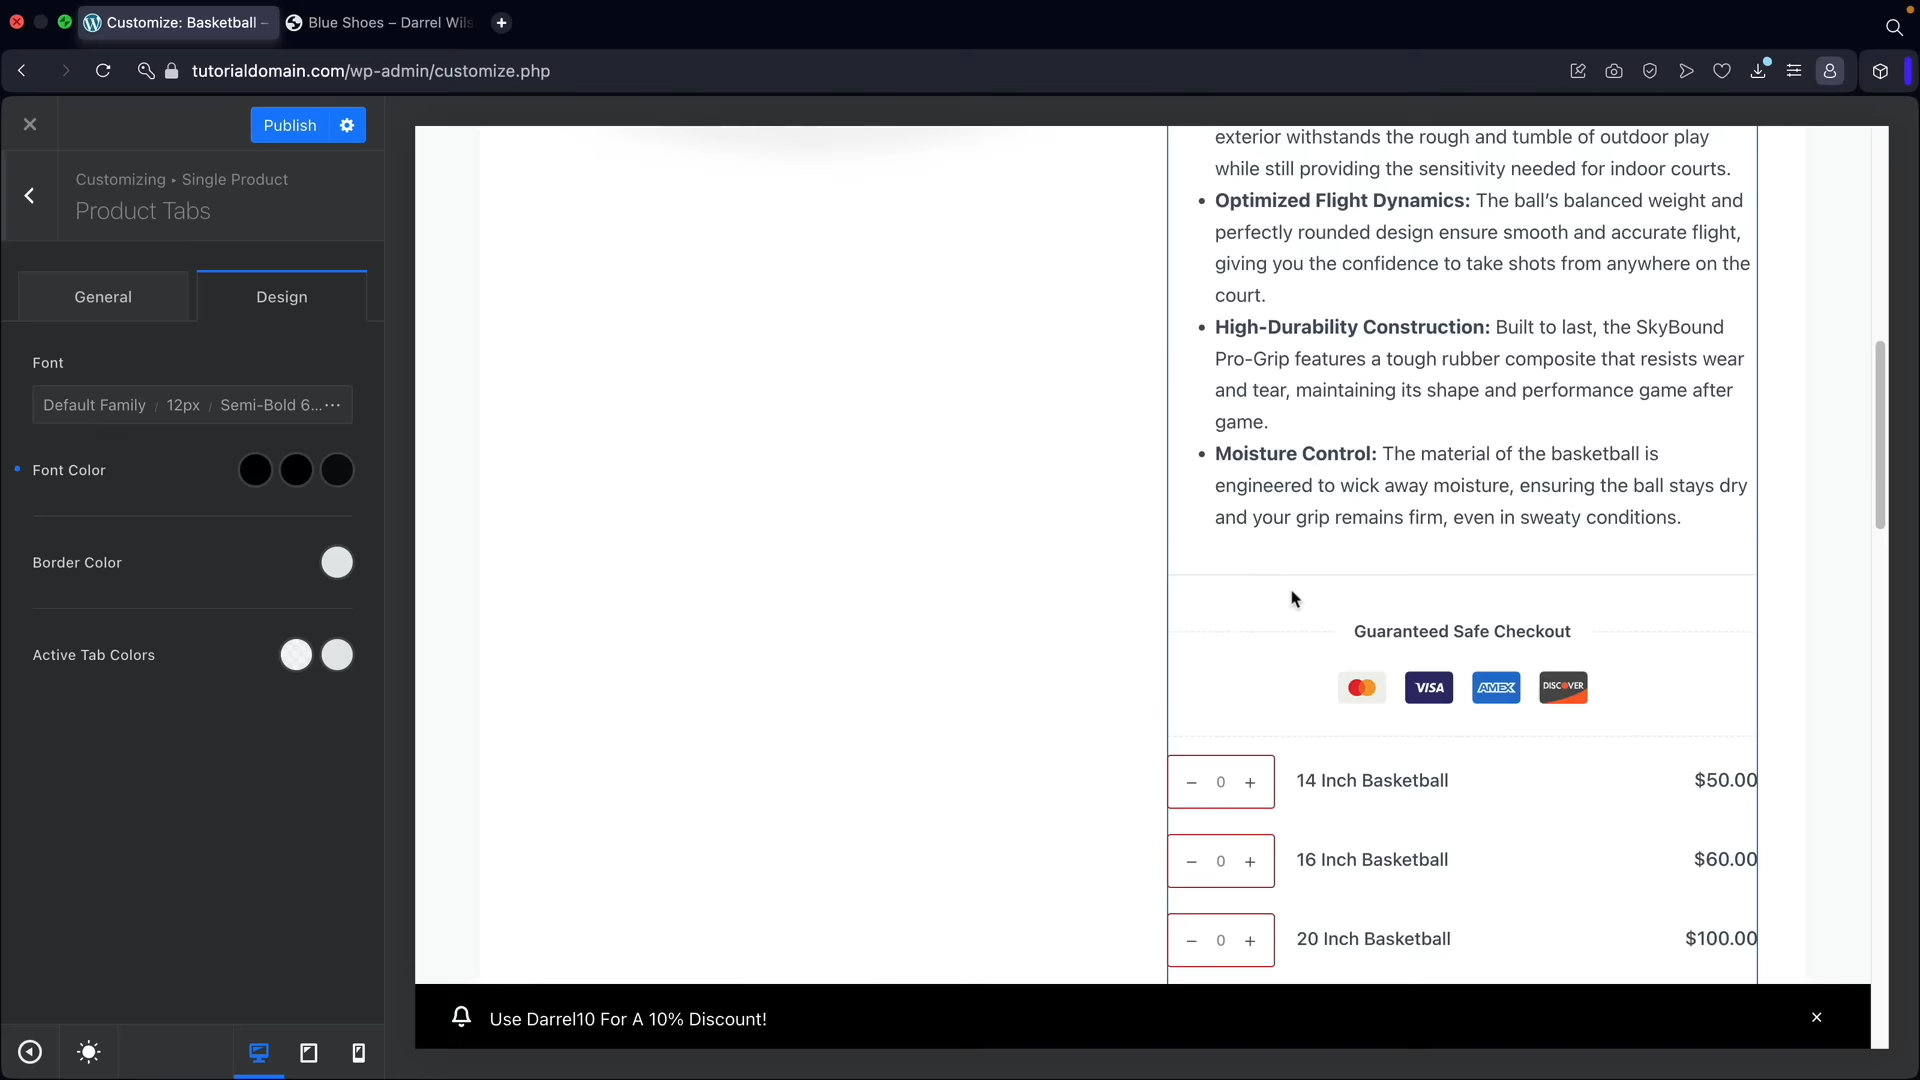 Customize: Basketball –
Blue Shoes – Darrel Wils
tutorialdomain.com/wp-admin/customize.php
Publish
Customizing ▸ Single Product
Product Tabs
General
Design
Font
Default Family / 12px / Semi-Bold 6...
Font Color
Border Color
Active Tab Colors
exterior withstands the rough and tumble of outdoor play
while still providing the sensitivity needed for indoor courts.
• Optimized Flight Dynamics: The ball’s balanced weight and
perfectly rounded design ensure smooth and accurate flight,
giving you the confidence to take shots from anywhere on the
court.
• High-Durability Construction: Built to last, the SkyBound
Pro-Grip features a tough rubber composite that resists wear
and tear, maintaining its shape and performance game after
game.
• Moisture Control: The material of the basketball is
engineered to wick away moisture, ensuring the ball stays dry
and your grip remains firm, even in sweaty conditions.
Guaranteed Safe Checkout
VISA AMEX DISCOVER
− 0 + 14 Inch Basketball $50.00
− 0 + 16 Inch Basketball $60.00
− 0 + 20 Inch Basketball $100.00
Use Darrel10 For A 10% Discount!